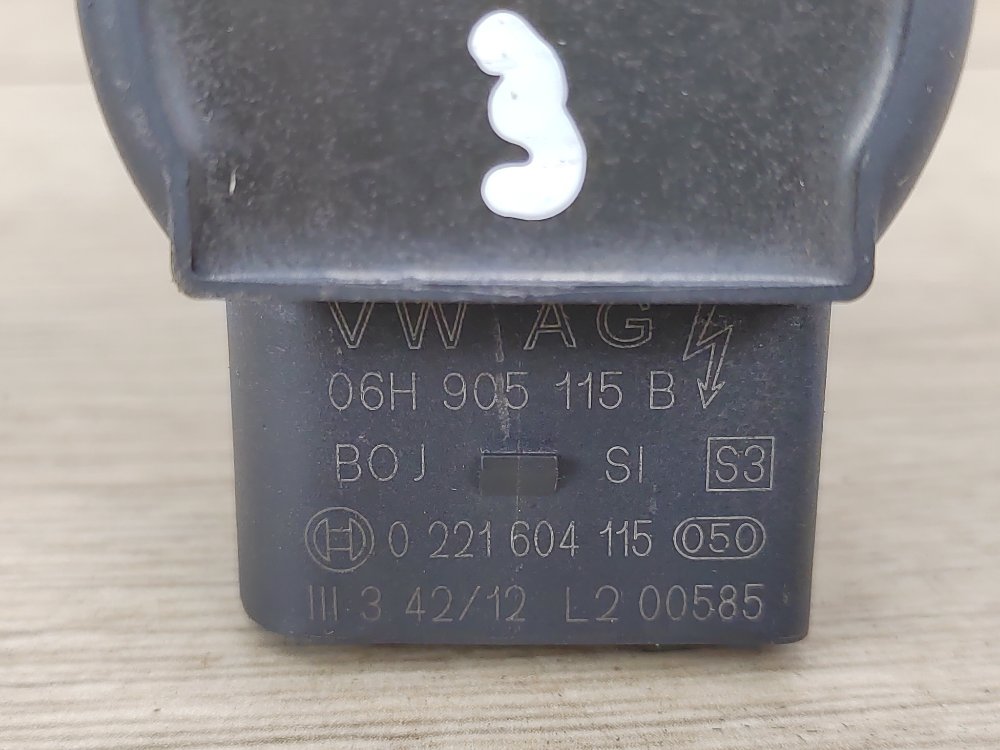 3
VW AG
06H 905 115 B
BOJ SI S3
0 221 604 115 050
III 3 42/12 L2 00585